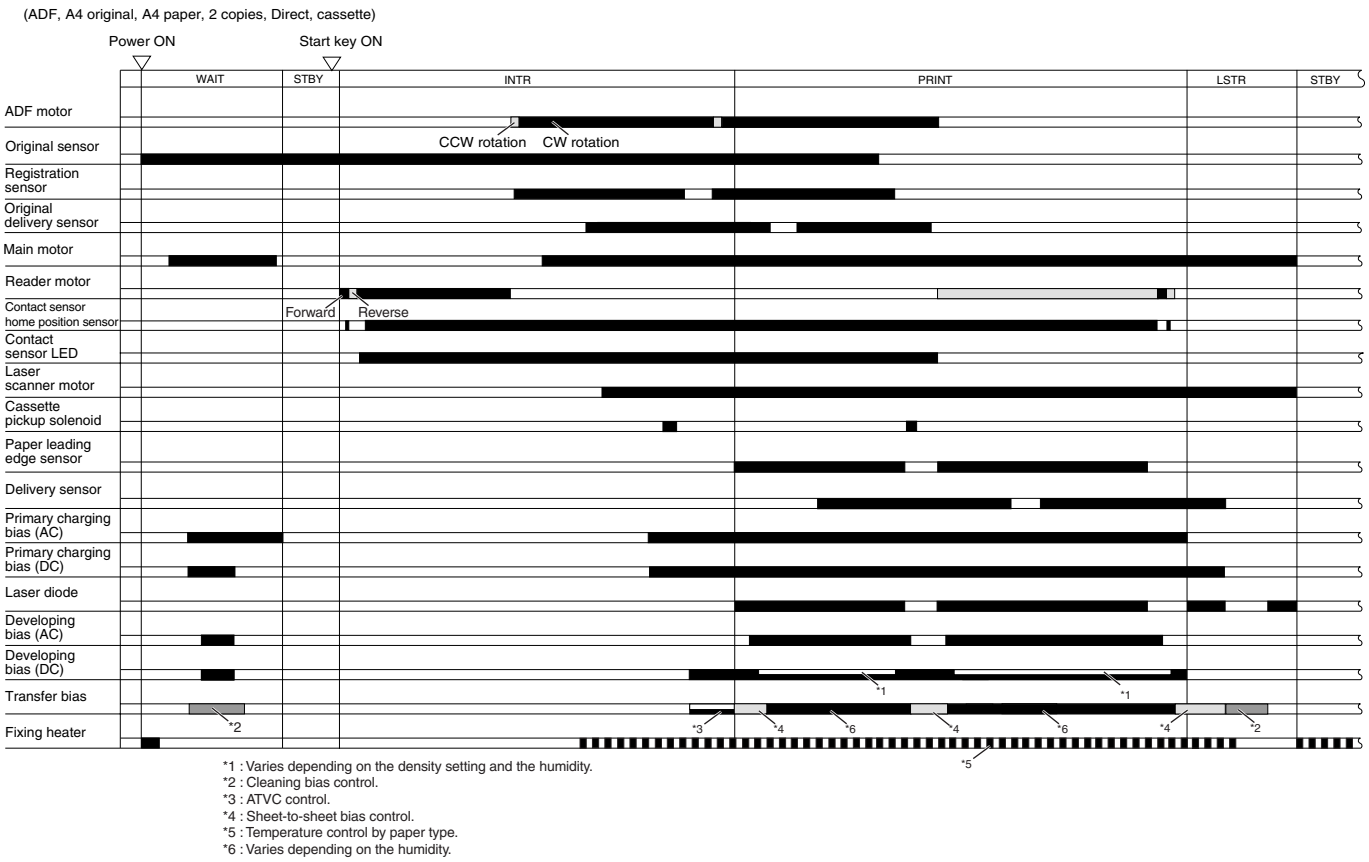 (ADF, A4 original, A4 paper, 2 copies, Direct, cassette)
Power ON
Start key ON
WAIT
STBY
INTR
PRINT
LSTR
STBY
ADF motor
CCW rotation
CW rotation
Original sensor
Registration
sensor
Original
delivery sensor
Main motor
Reader motor
Forward
Reverse
Contact sensor
home position sensor
Contact
sensor LED
Laser
scanner motor
Cassette
pickup solenoid
Paper leading
edge sensor
Delivery sensor
Primary charging
bias (AC)
Primary charging
bias (DC)
Laser diode
Developing
bias (AC)
Developing
bias (DC)
*1
*1
Transfer bias
*2
*3
*4
*6
*4
*6
*4
*2
Fixing heater
*5
*1 : Varies depending on the density setting and the humidity.
*2 : Cleaning bias control.
*3 : ATVC control.
*4 : Sheet-to-sheet bias control.
*5 : Temperature control by paper type.
*6 : Varies depending on the humidity.